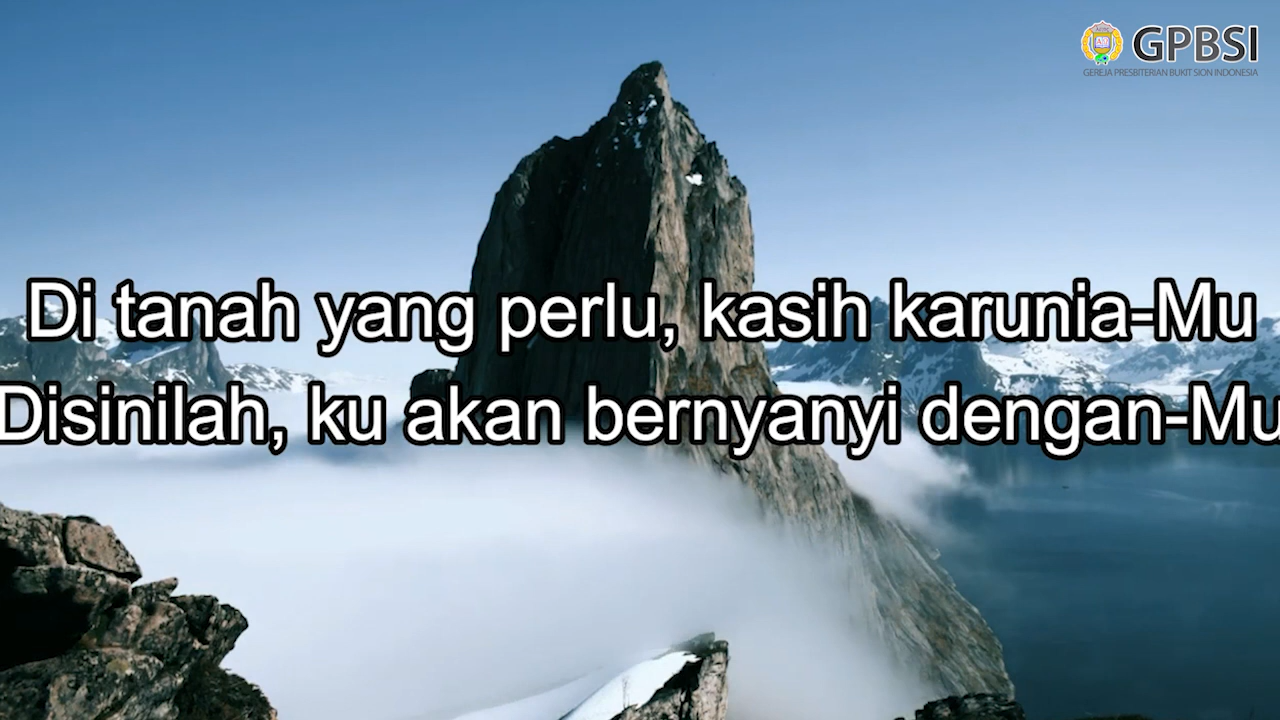 GPBSI
GEREJA PRESBITERIAN BUKIT SION INDONESIA
Di tanah yang perlu, kasih karunia-Mu
Disinilah, ku akan bernyanyi dengan-Mu